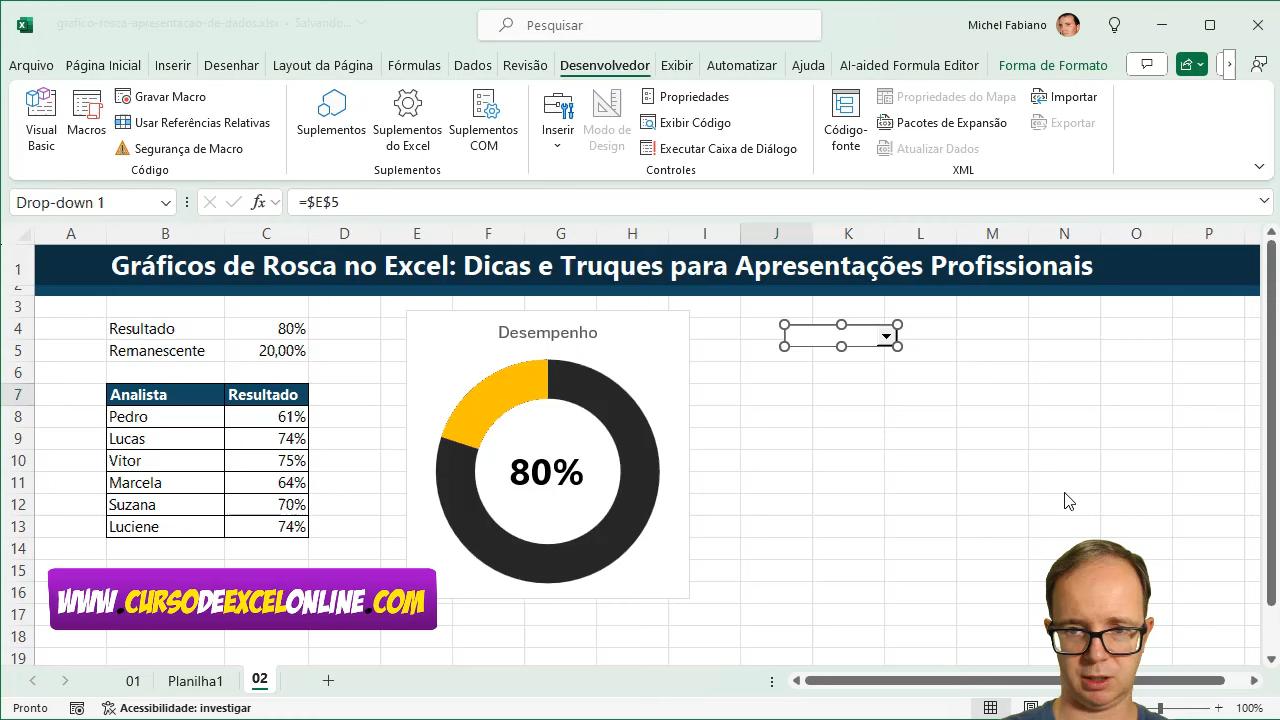 grafico-rosca-apresentacao-de-dados.xlsx • Salvando...
Pesquisar
Michel Fabiano
Arquivo Página Inicial Inserir Desenhar Layout da Página Fórmulas Dados Revisão Desenvolvedor Exibir Automatizar Ajuda AI-aided Formula Editor Forma de Formato
Visual Basic
Macros
Gravar Macro
Usar Referências Relativas
Segurança de Macro
Código
Suplementos
Suplementos do Excel
Suplementos COM
Suplementos
Inserir
Modo de Design
Propriedades
Exibir Código
Executar Caixa de Diálogo
Controles
Código-fonte
Propriedades do Mapa
Pacotes de Expansão
Atualizar Dados
Importar
Exportar
XML
Drop-down 1 fx =$E$5
A B C D E F G H I J K L M N O P
1 Gráficos de Rosca no Excel: Dicas e Truques para Apresentações Profissionais
2
3
4 Resultado 80%
5 Remanescente 20,00%
6
7 Analista Resultado
8 Pedro 61%
9 Lucas 74%
10 Vitor 75%
11 Marcela 64%
12 Suzana 70%
13 Luciene 74%
14
15
16
17
18
19
Desempenho
80%
WWW.CURSODEEXCELONLINE.COM
01 Planilha1 02
Pronto Acessibilidade: investigar 100%